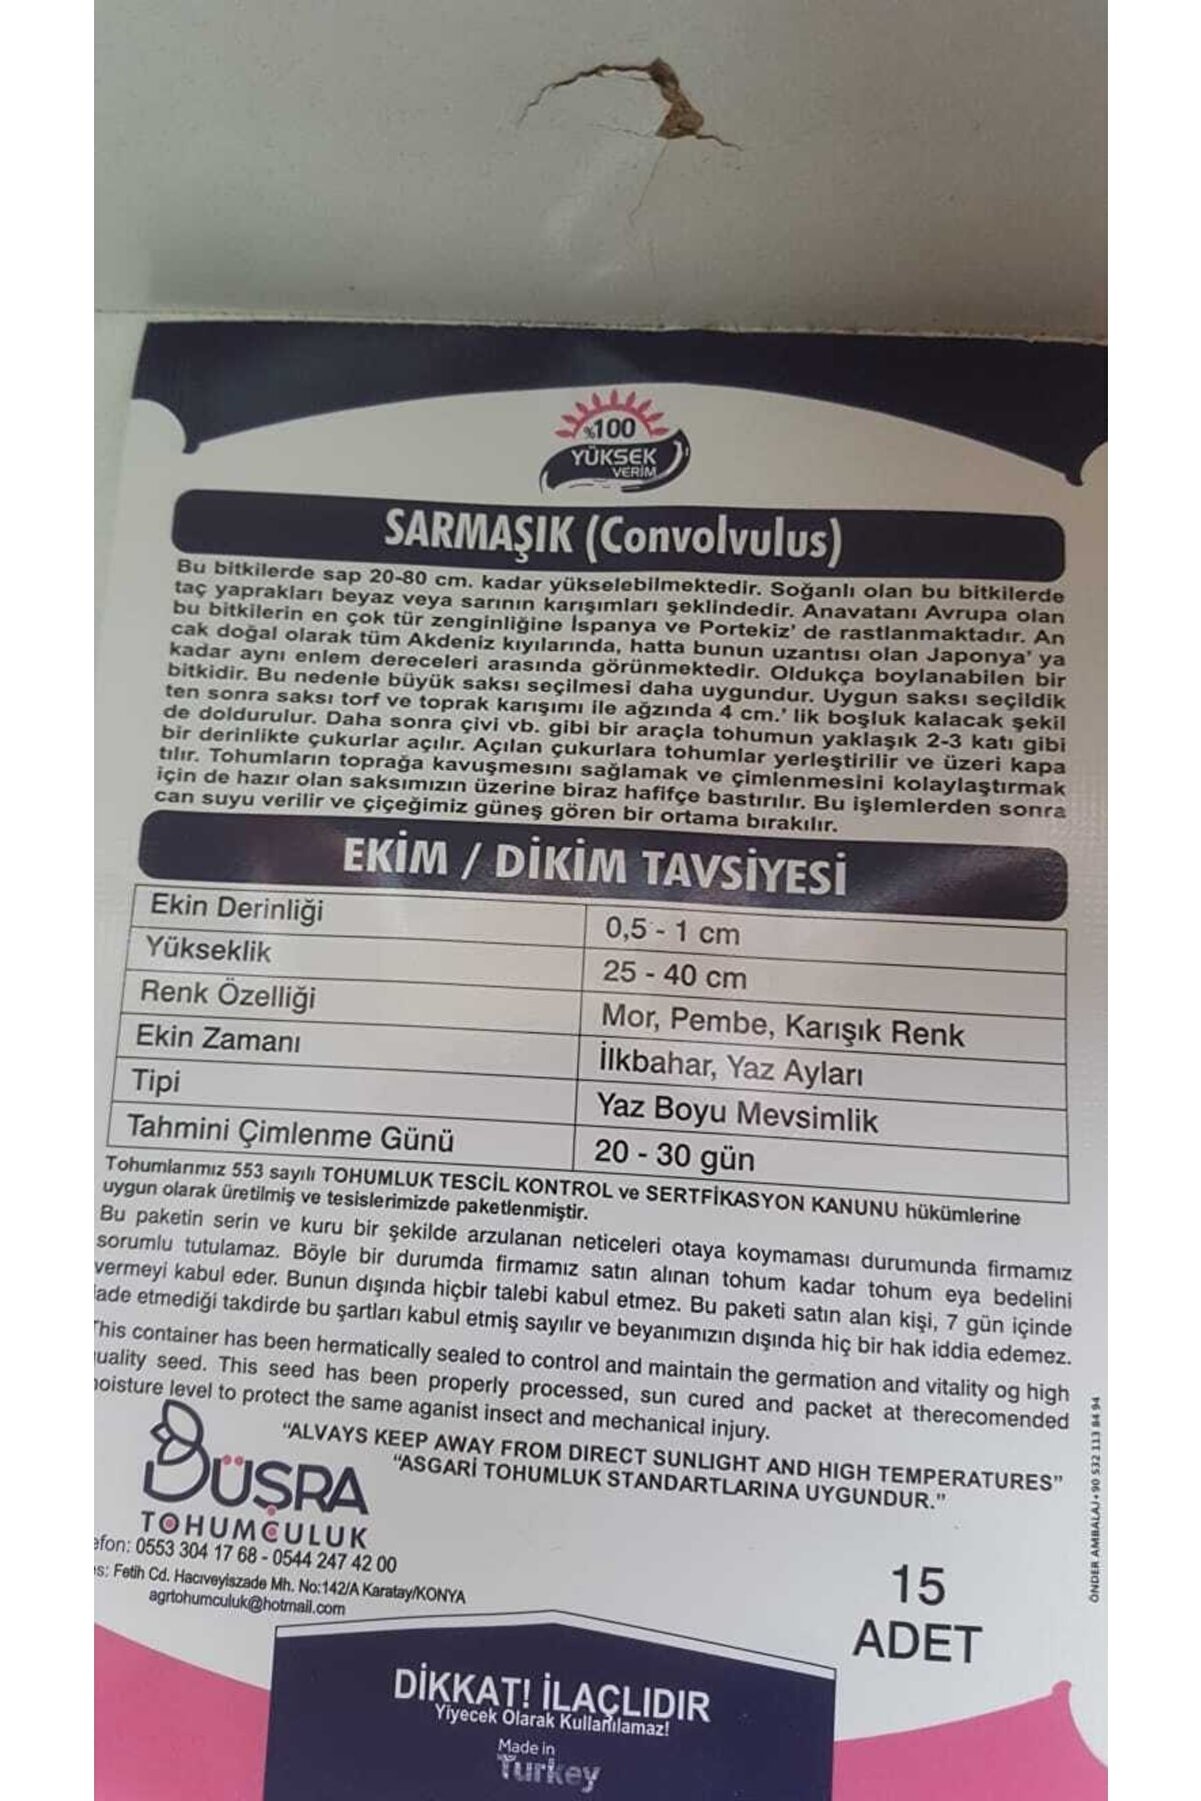 %100
YÜKSEK
VERİM
SARMAŞIK (Convolvulus)
Bu bitkilerde sap 20-80 cm. kadar yükselebilmektedir. Soğanlı olan bu bitkilerde
taç yaprakları beyaz veya sarının karışımları şeklindedir. Anavatanı Avrupa olan
bu bitkilerin en çok tür zenginliğine İspanya ve Portekiz' de rastlanmaktadır. An
cak doğal olarak tüm Akdeniz kıyılarında, hatta bunun uzantısı olan Japonya' ya
kadar aynı enlem dereceleri arasında görünmektedir. Oldukça boylanabilen bir
bitkidir. Bu nedenle büyük saksı seçilmesi daha uygundur. Uygun saksı seçildik
ten sonra saksı torf ve toprak karışımı ile ağzında 4 cm.' lik boşluk kalacak şekil
de doldurulur. Daha sonra çivi vb. gibi bir araçla tohumun yaklaşık 2-3 katı gibi
bir derinlikte çukurlar açılır. Açılan çukurlara tohumlar yerleştirilir ve üzeri kapa
tılır. Tohumların toprağa kavuşmesını sağlamak ve çimlenmesini kolaylaştırmak
için de hazır olan saksımızın üzerine biraz hafifçe bastırılır. Bu işlemlerden sonra
can suyu verilir ve çiçeğimiz güneş gören bir ortama bırakılır.
EKİM / DİKİM TAVSİYESİ
Ekin Derinliği 0,5 - 1 cm
Yükseklik 25 - 40 cm
Renk Özelliği Mor, Pembe, Karışık Renk
Ekin Zamanı İlkbahar, Yaz Ayları
Tipi Yaz Boyu Mevsimlik
Tahmini Çimlenme Günü 20 - 30 gün
Tohumlarımız 553 sayılı TOHUMLUK TESCİL KONTROL ve SERTFİKASYON KANUNU hükümlerine
uygun olarak üretilmiş ve tesislerimizde paketlenmiştir.
Bu paketin serin ve kuru bir şekilde arzulanan neticeleri otaya koymaması durumunda firmamız
sorumlu tutulamaz. Böyle bir durumda firmamız satın alınan tohum kadar tohum eya bedelini
vermeyi kabul eder. Bunun dışında hiçbir talebi kabul etmez. Bu paketi satın alan kişi, 7 gün içinde
iade etmediği takdirde bu şartları kabul etmiş sayılır ve beyanımızın dışında hiç bir hak iddia edemez.
This container has been hermatically sealed to control and maintain the germation and vitality og high
uality seed. This seed has been properly processed, sun cured and packet at therecomended
oisture level to protect the same aganist insect and mechanical injury.
"ALVAYS KEEP AWAY FROM DIRECT SUNLIGHT AND HIGH TEMPERATURES"
"ASGARİ TOHUMLUK STANDARTLARINA UYGUNDUR."
BÜŞRA
TOHUMCULUK
efon: 0553 304 17 68 - 0544 247 42 00
es: Fetih Cd. Hacıveyiszade Mh. No:142/A Karatay/KONYA
agrtohumculuk@hotmail.com
15
ADET
ÖNDER AMBALAJ+90 532 113 84 94
DİKKAT! İLAÇLIDIR
Yiyecek Olarak Kullanılamaz!
Made in
Turkey